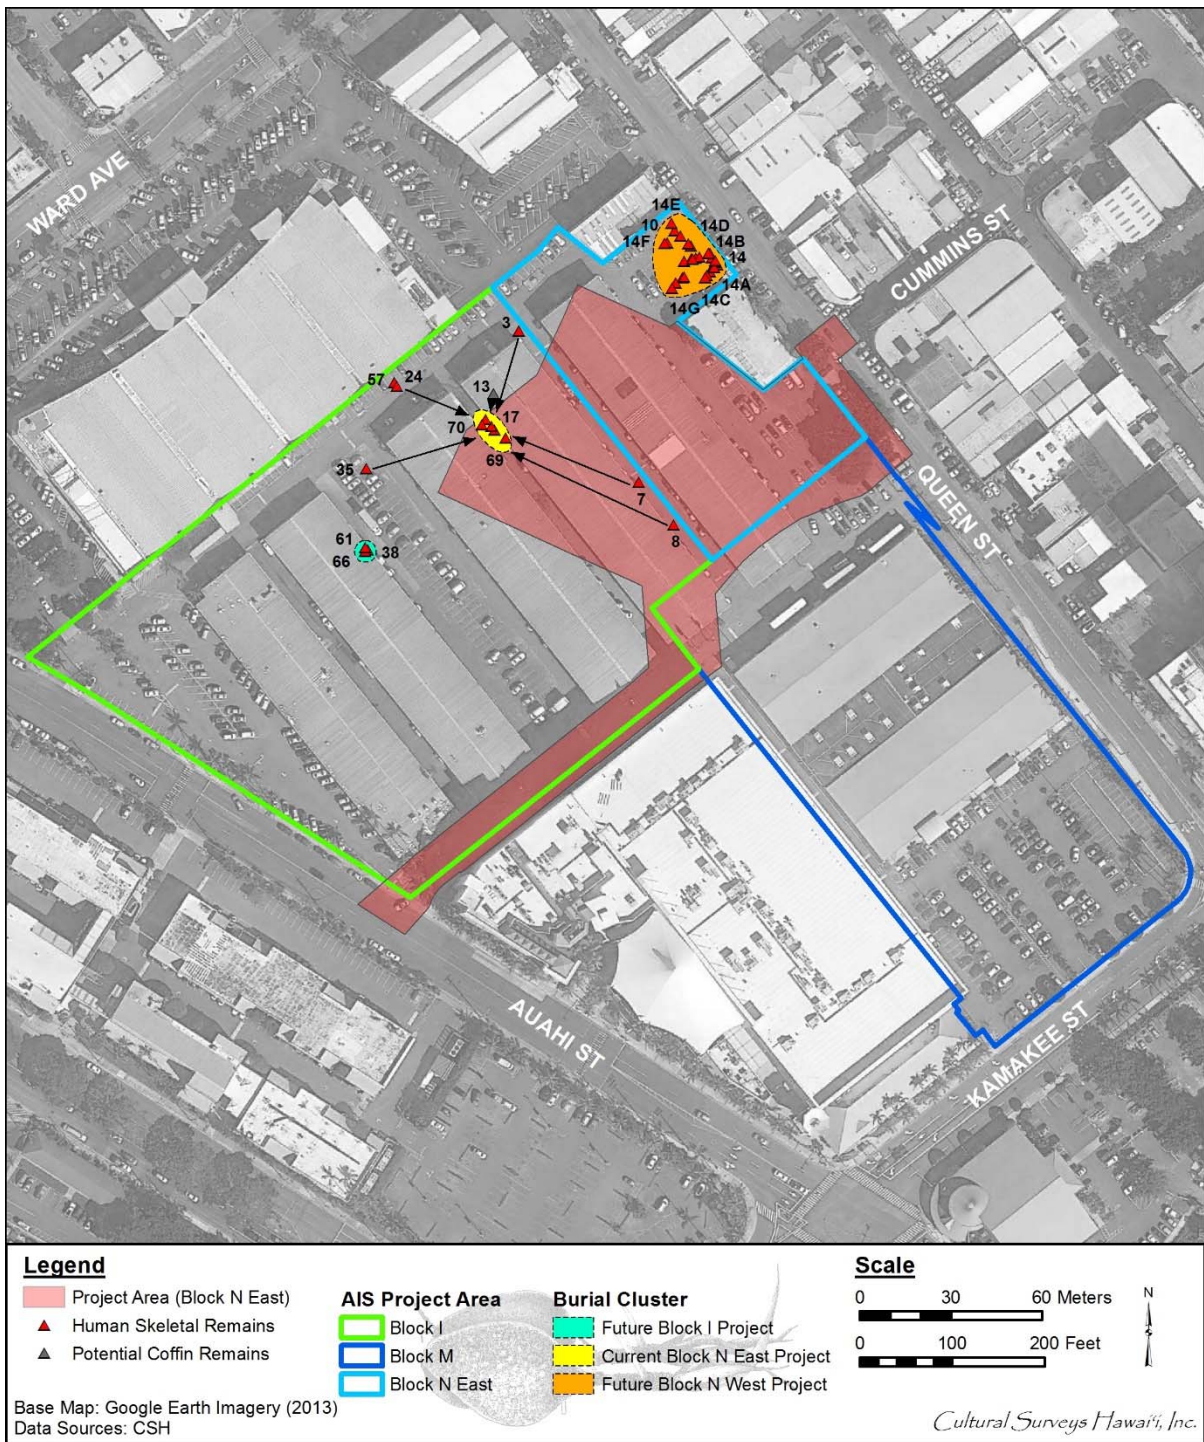 WARD AVE
14E
10
14D
14F
14B
14
CUMMINS ST
14A
14C
14G
3
57
24
13
17
70
69
35
7
8
61
38
66
QUEEN ST
AUAHI ST
KAMAKEE ST
Legend
Project Area (Block N East)
Human Skeletal Remains
Potential Coffin Remains
AIS Project Area
Block I
Block M
Block N East
Burial Cluster
Future Block I Project
Current Block N East Project
Future Block N West Project
Scale
0 30 60 Meters
0 100 200 Feet
N
Base Map: Google Earth Imagery (2013)
Data Sources: CSH
Cultural Surveys Hawai‘i, Inc.